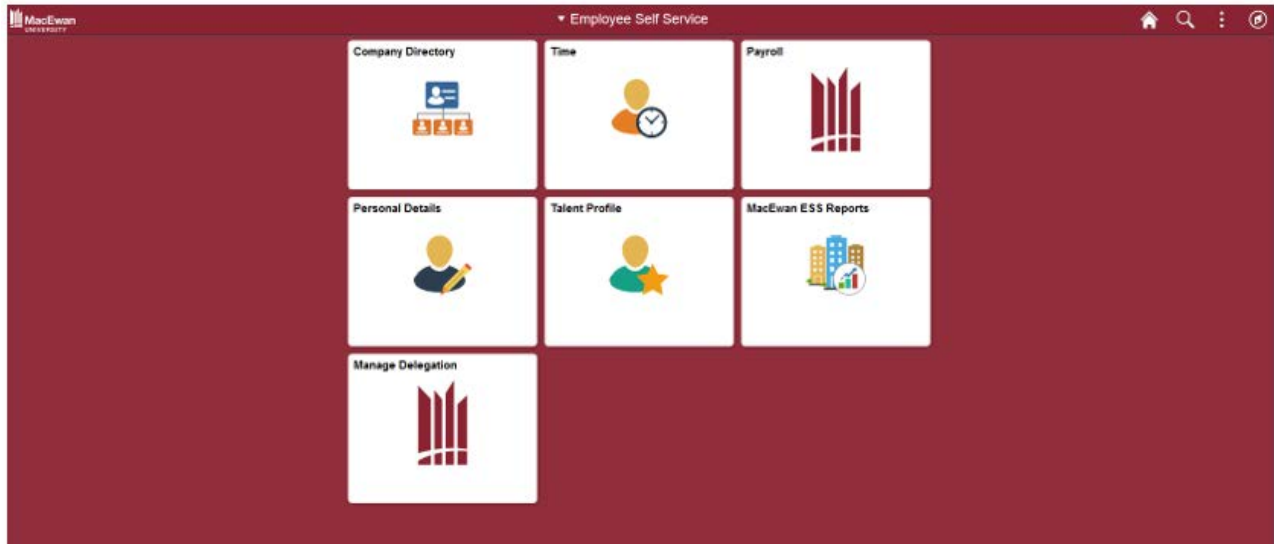 MacEwan
UNIVERSITY
Employee Self Service
Company Directory
Time
Payroll
Personal Details
Talent Profile
MacEwan ESS Reports
Manage Delegation